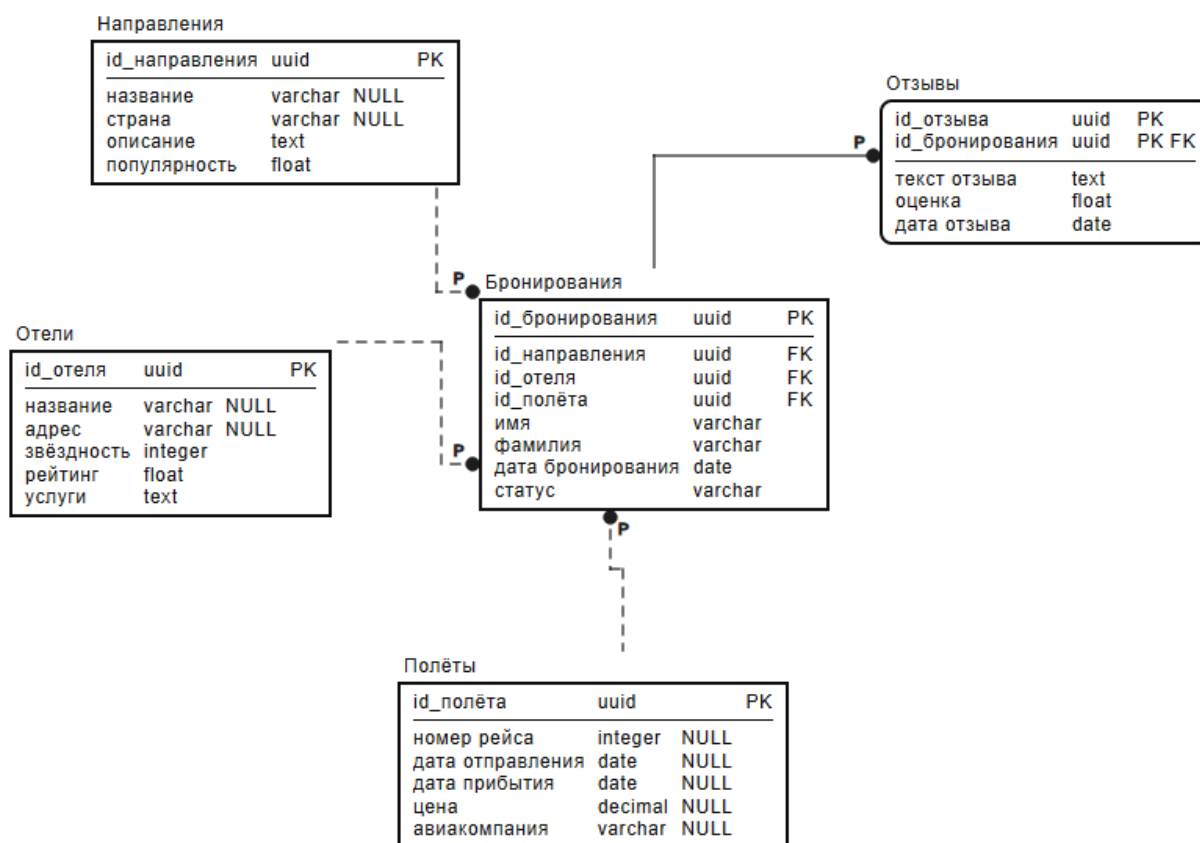 Направления
id_направления uuid PK
название varchar NULL
страна varchar NULL
описание text
популярность float
Отзывы
id_отзыва uuid PK
id_бронирования uuid PK FK
текст отзыва text
оценка float
дата отзыва date
P
P
Бронирования
id_бронирования uuid PK
id_направления uuid FK
id_отеля uuid FK
id_полёта uuid FK
имя varchar
фамилия varchar
дата бронирования date
статус varchar
Отели
id_отеля uuid PK
название varchar NULL
адрес varchar NULL
звёздность integer
рейтинг float
услуги text
P
P
Полёты
id_полёта uuid PK
номер рейса integer NULL
дата отправления date NULL
дата прибытия date NULL
цена decimal NULL
авиакомпания varchar NULL